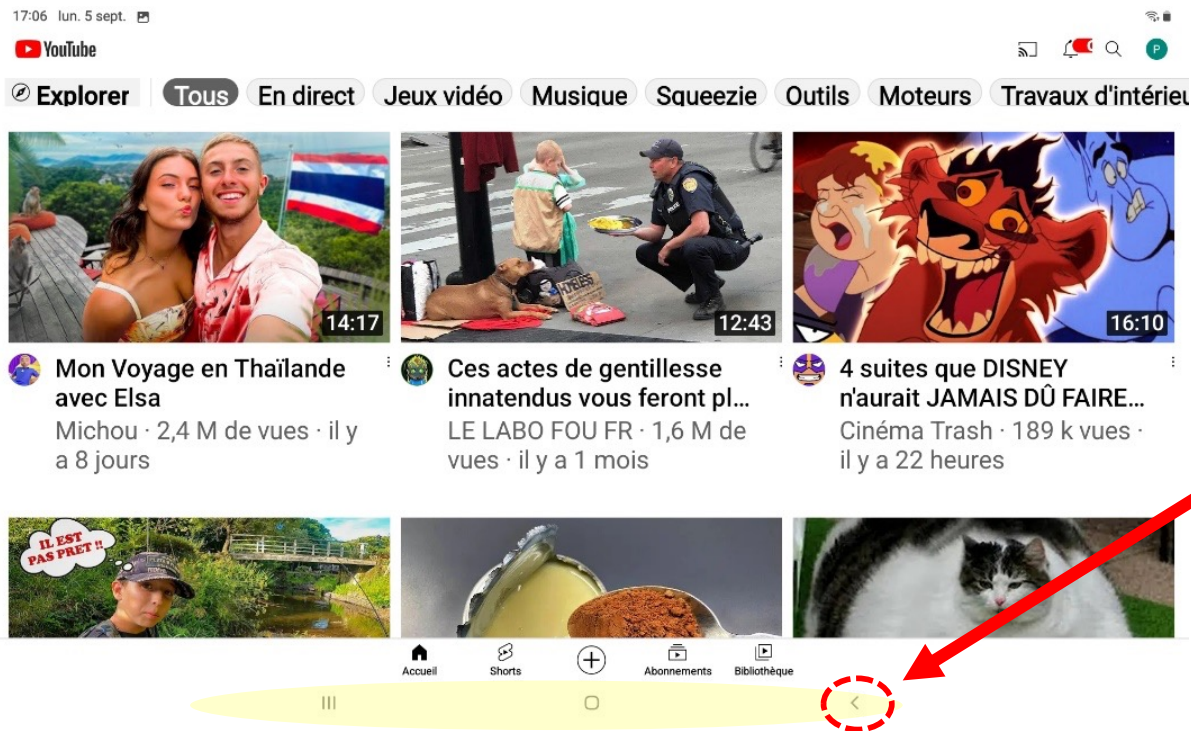 17:06 lun. 5 sept.
YouTube
P
Explorer Tous En direct Jeux vidéo Musique Squeezie Outils Moteurs Travaux d'intérieu
POLICE
HOMELESS
14:17
12:43
16:10
Mon Voyage en Thaïlande
avec Elsa
Michou · 2,4 M de vues · il y
a 8 jours
Ces actes de gentillesse
innatendus vous feront pl...
LE LABO FOU FR · 1,6 M de
vues · il y a 1 mois
4 suites que DISNEY
n'aurait JAMAIS DÛ FAIRE...
Cinéma Trash · 189 k vues ·
il y a 22 heures
IL EST
PAS PRET !!
Accueil Shorts Abonnements Bibliothèque